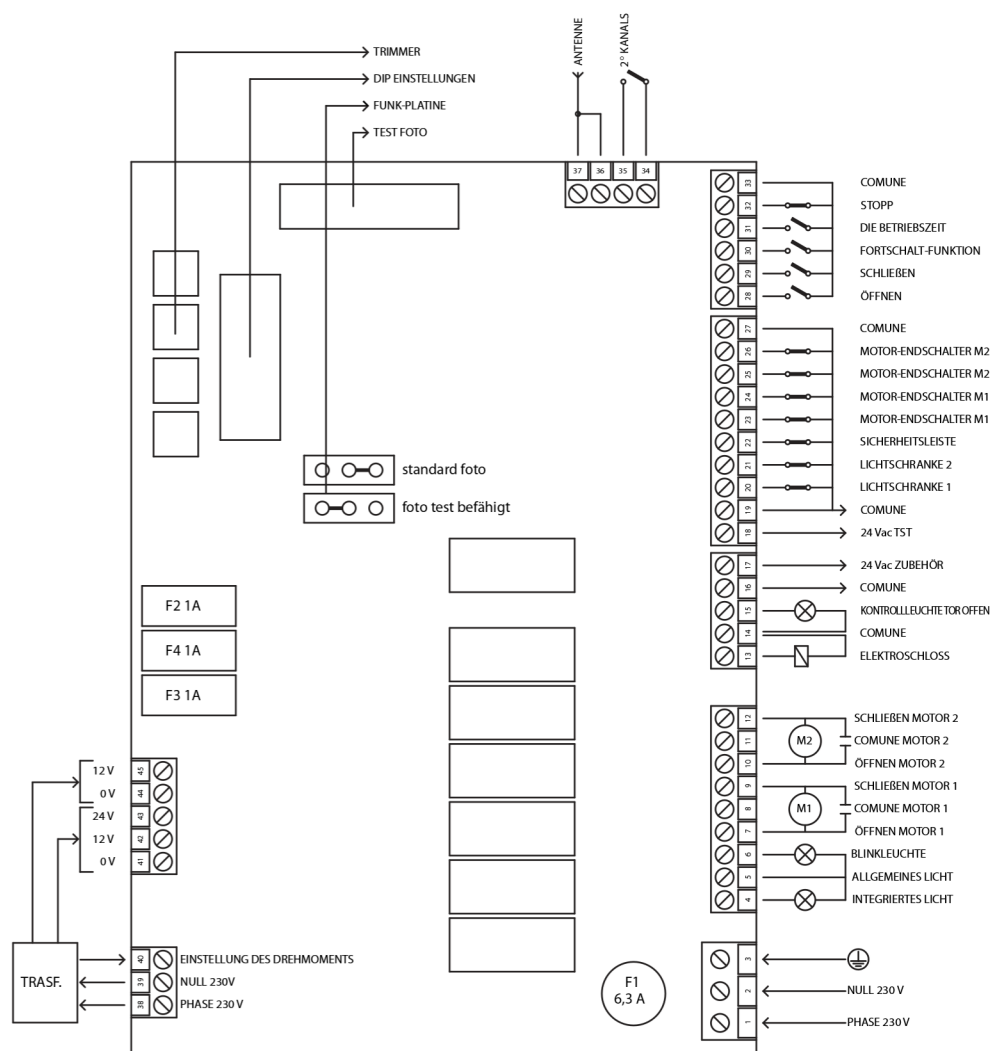 TRIMMER
DIP EINSTELLUNGEN
FUNK-PLATINE
TEST FOTO
ANTENNE
2° KANALS
37 36 35 34
33 COMUNE
32 STOPP
31 DIE BETRIEBSZEIT
30 FORTSCHALT-FUNKTION
29 SCHLIEßEN
28 ÖFFNEN
27 COMUNE
26 MOTOR-ENDSCHALTER M2
25 MOTOR-ENDSCHALTER M2
24 MOTOR-ENDSCHALTER M1
23 MOTOR-ENDSCHALTER M1
22 SICHERHEITSLEISTE
21 LICHTSCHRANKE 2
20 LICHTSCHRANKE 1
19 COMUNE
18 24 Vac TST
standard foto
foto test befähigt
17 24 Vac ZUBEHÖR
16 COMUNE
15 KONTROLLLEUCHTE TOR OFFEN
14 COMUNE
13 ELEKTROSCHLOSS
F2 1A
F4 1A
F3 1A
12 SCHLIEßEN MOTOR 2
11 M2 COMUNE MOTOR 2
10 ÖFFNEN MOTOR 2
9 SCHLIEßEN MOTOR 1
8 M1 COMUNE MOTOR 1
7 ÖFFNEN MOTOR 1
6 BLINKLEUCHTE
5 ALLGEMEINES LICHT
4 INTEGRIERTES LICHT
12 V 45
0 V 44
24 V 43
12 V 42
0 V 41
TRASF.
40 EINSTELLUNG DES DREHMOMENTS
39 NULL 230V
38 PHASE 230 V
F1
6,3 A
3
2 NULL 230 V
1 PHASE 230 V